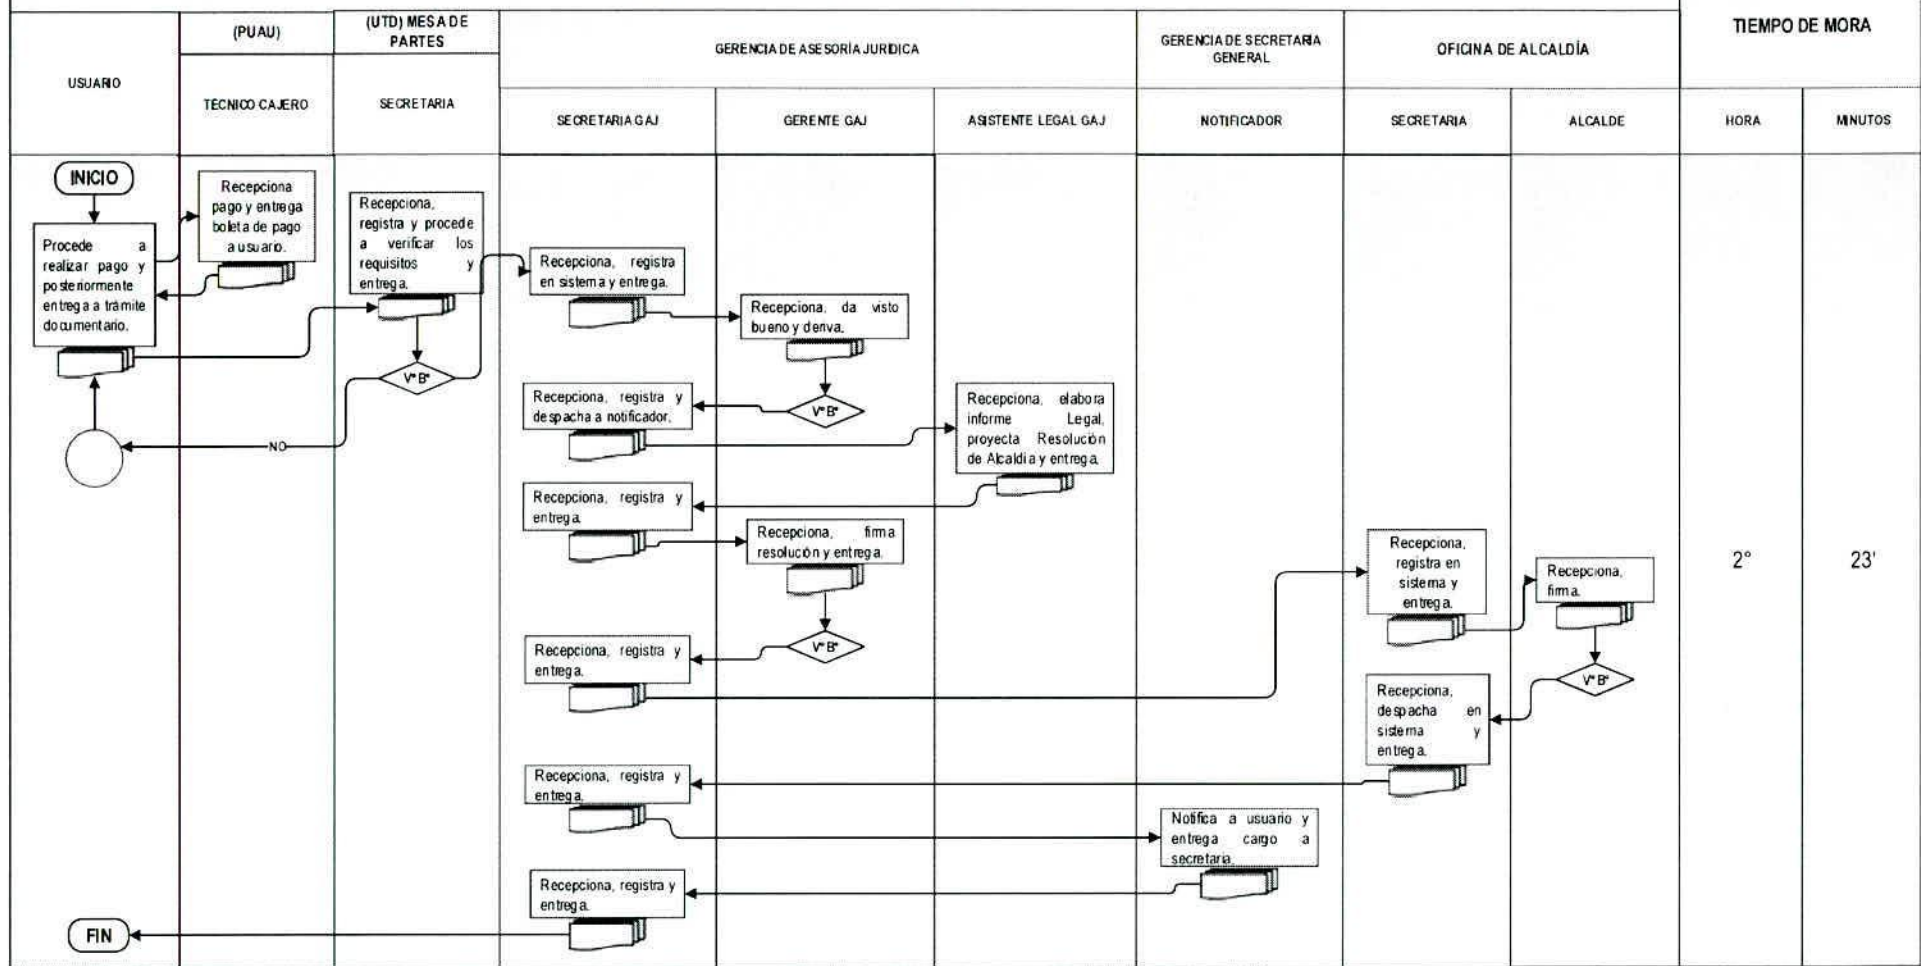 (PUAU)
(UTD) MESA DE
PARTES
GERENCIA DE ASESORÍA JURIDICA
GERENCIA DE SECRETARIA
GENERAL
OFICINA DE ALCALDÍA
TIEMPO DE MORA
USUARIO
TÉCNICO CAJERO
SECRETARIA
SECRETARIA GAJ
GERENTE GAJ
ASISTENTE LEGAL GAJ
NOTIFICADOR
SECRETARIA
ALCALDE
HORA
MINUTOS
INICIO
Procede a
realizar pago y
posteriormente
entrega a trámite
documentario.
Recepciona
pago y entrega
boleta de pago
a usuario.
Recepciona,
registra y procede
a verificar los
requisitos y
entrega.
V°B°
NO
Recepciona, registra
en sistema y entrega.
Recepciona, da visto
bueno y deriva.
V°B°
Recepciona, registra y
despacha a notificador.
Recepciona, elabora
informe Legal,
proyecta Resolución
de Alcaldia y entrega.
Recepciona, registra y
entrega.
Recepciona, firma
resolución y entrega.
V°B°
Recepciona, registra y
entrega.
Recepciona,
registra en
sistema y
entrega.
Recepciona,
firma.
V°B°
Recepciona,
despacha en
sistema y
entrega.
2°
23'
Recepciona, registra y
entrega.
Notifica a usuario y
entrega cargo a
secretaria.
Recepciona, registra y
entrega.
FIN